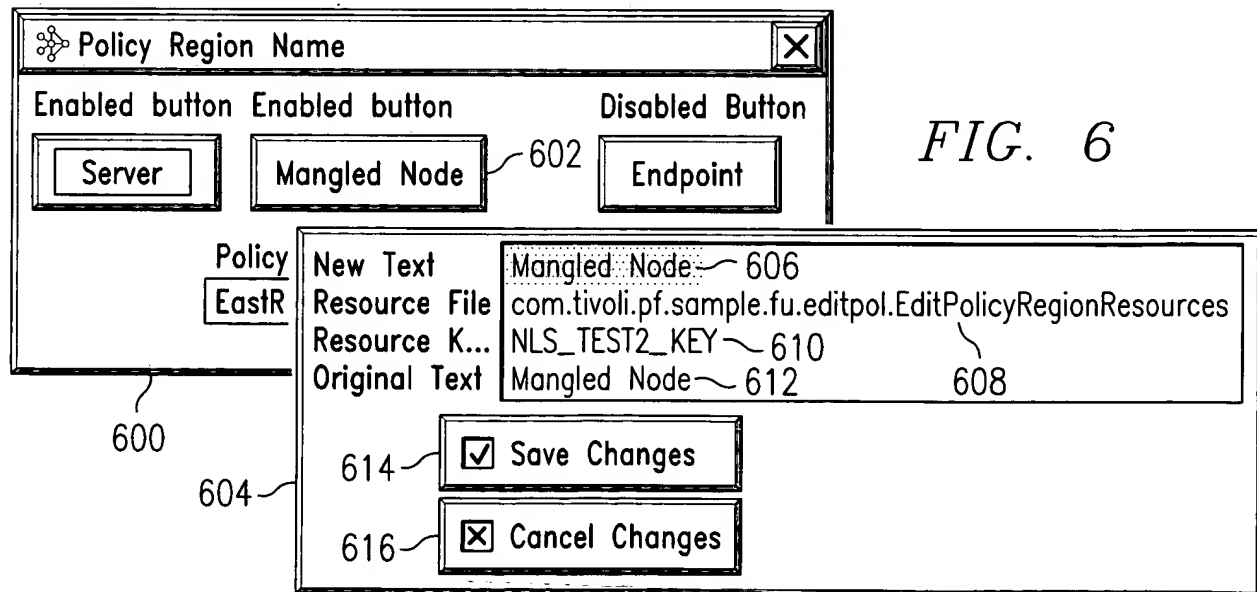 Policy Region Name
Enabled button Enabled button Disabled Button
Server Mangled Node 602 Endpoint
FIG. 6
Policy
EastR
New Text Mangled Node 606
Resource File com.tivoli.pf.sample.fu.editpol.EditPolicyRegionResources
Resource K... NLS_TEST2_KEY 610
Original Text Mangled Node 612 608
600
614 Save Changes
604
616 Cancel Changes